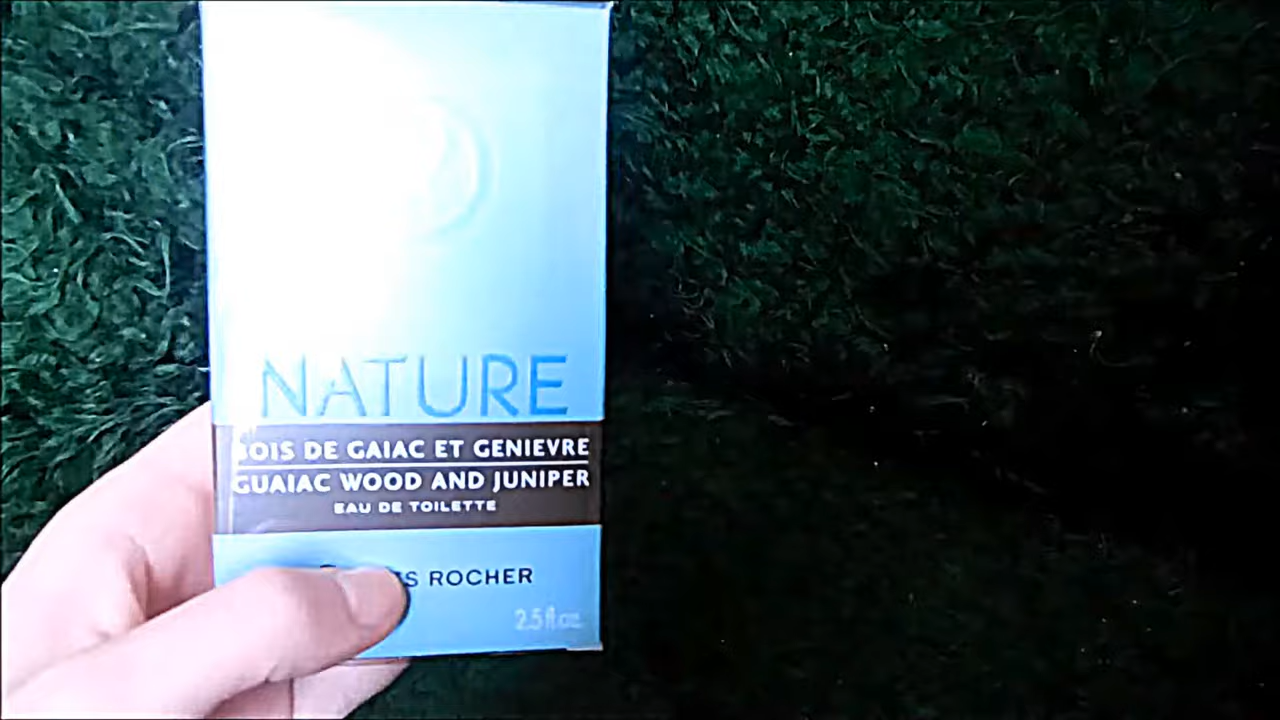 NATURE
BOIS DE GAIAC ET GENIEVRE
GUAIAC WOOD AND JUNIPER
EAU DE TOILETTE
ROCHER
2.5 fl.oz.